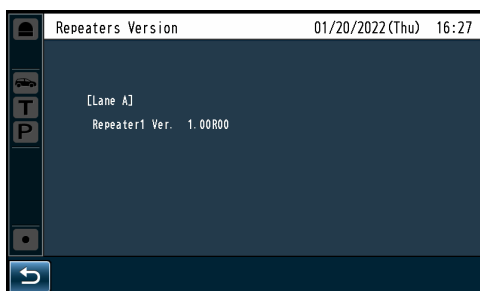 Repeaters Version 01/20/2022(Thu) 16:27
[Lane A]
Repeater1 Ver. 1.00R00
T
P